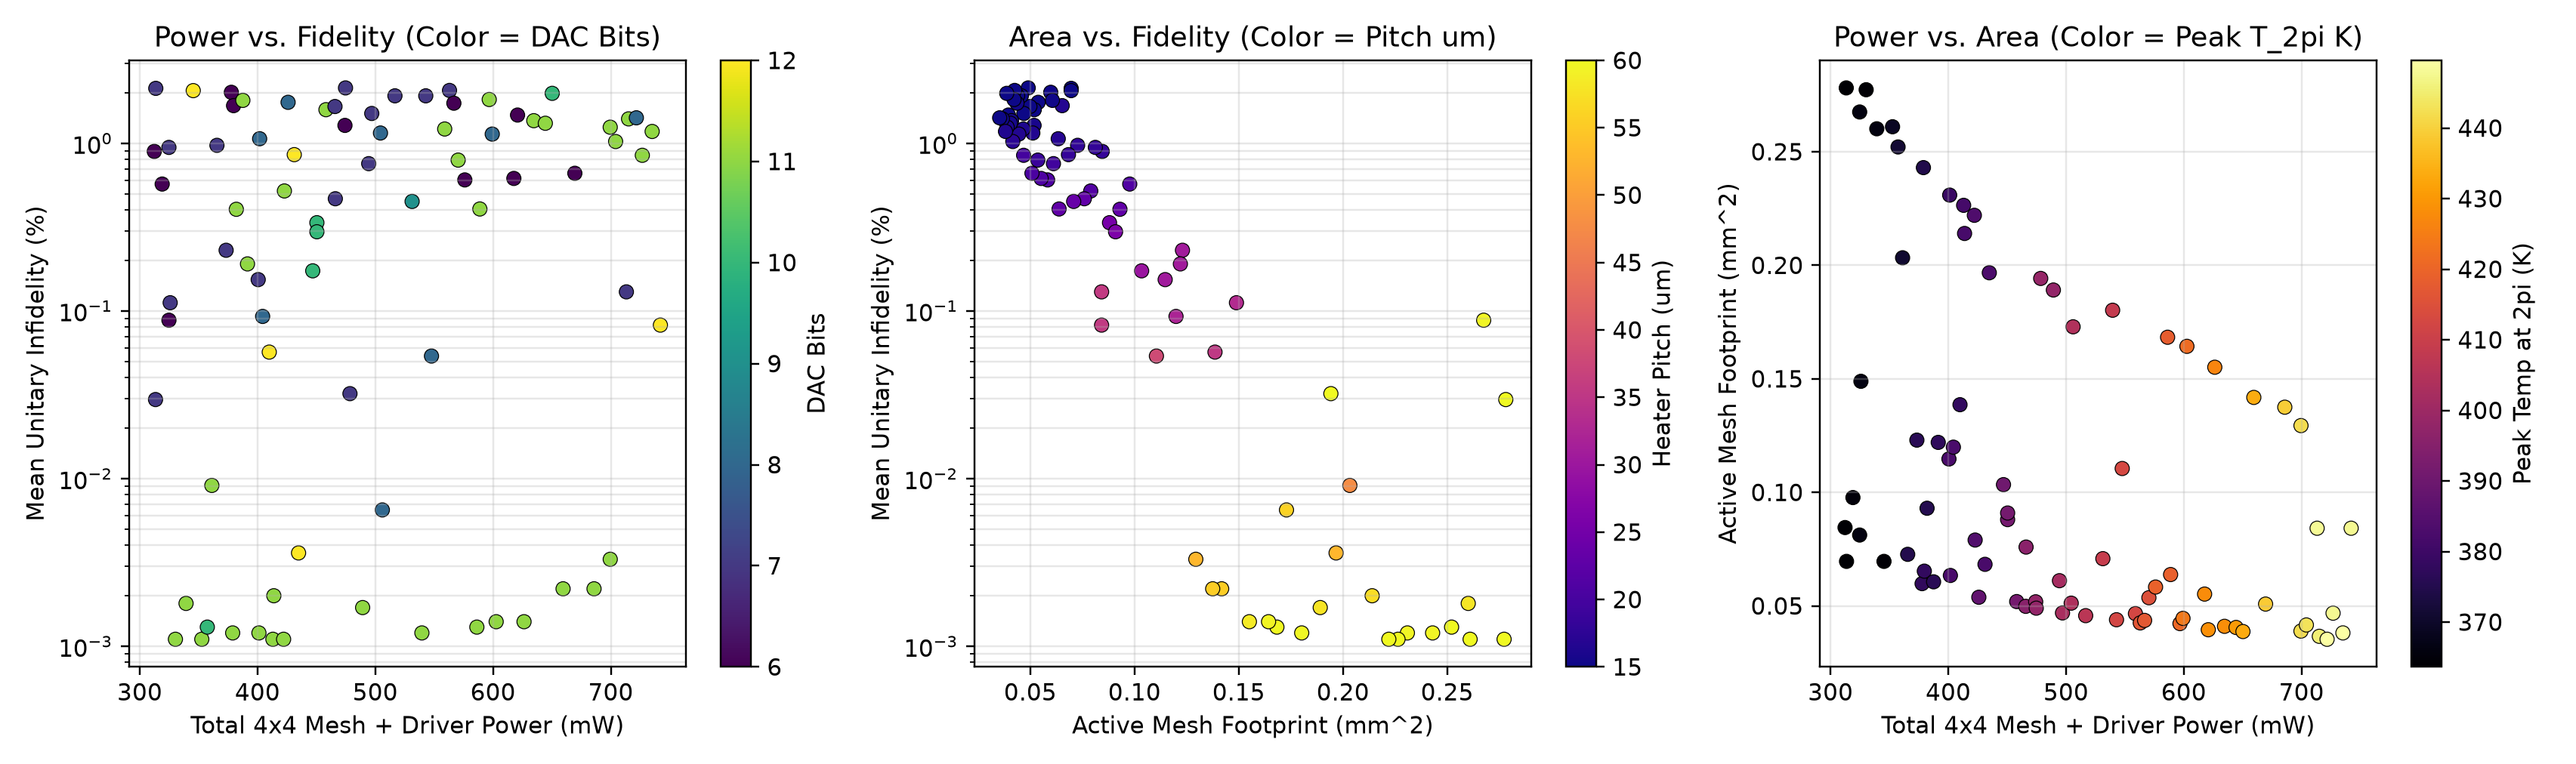 Power vs. Fidelity (Color = DAC Bits)
Mean Unitary Infidelity (%)
10^0
10^-1
10^-2
10^-3
300 400 500 600 700
Total 4x4 Mesh + Driver Power (mW)
12
11
10
9
8
7
6
DAC Bits
Area vs. Fidelity (Color = Pitch um)
Mean Unitary Infidelity (%)
10^0
10^-1
10^-2
10^-3
0.05 0.10 0.15 0.20 0.25
Active Mesh Footprint (mm^2)
60
55
50
45
40
35
30
25
20
15
Heater Pitch (um)
Power vs. Area (Color = Peak T_2pi K)
Active Mesh Footprint (mm^2)
0.25
0.20
0.15
0.10
0.05
300 400 500 600 700
Total 4x4 Mesh + Driver Power (mW)
440
430
420
410
400
390
380
370
Peak Temp at 2pi (K)